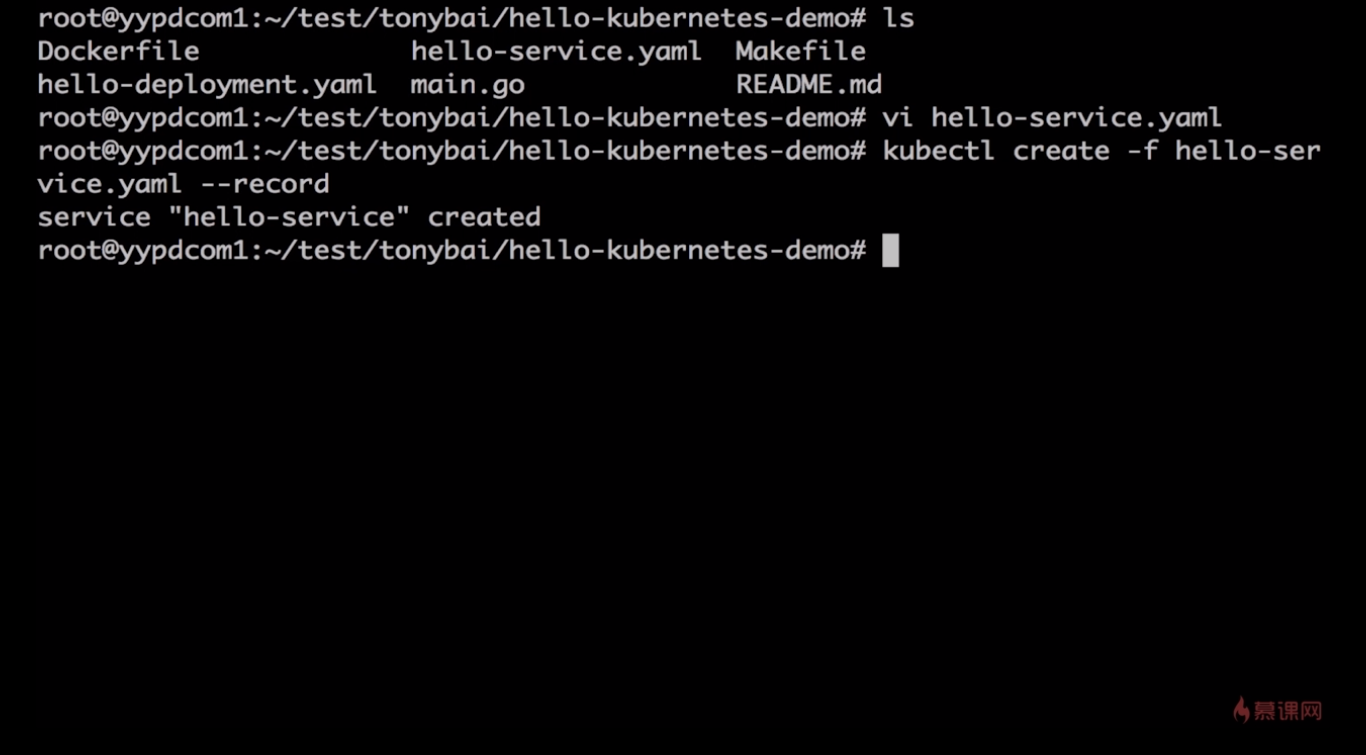 root@yypdcom1:~/test/tonybai/hello-kubernetes-demo# ls
Dockerfile             hello-service.yaml  Makefile
hello-deployment.yaml  main.go             README.md
root@yypdcom1:~/test/tonybai/hello-kubernetes-demo# vi hello-service.yaml
root@yypdcom1:~/test/tonybai/hello-kubernetes-demo# kubectl create -f hello-ser
vice.yaml --record
service "hello-service" created
root@yypdcom1:~/test/tonybai/hello-kubernetes-demo#
慕课网